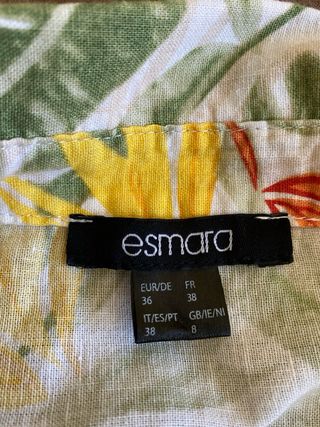 esmara
EUR/DE FR
36 38
IT/ES/PT GB/IE/NI
38 8